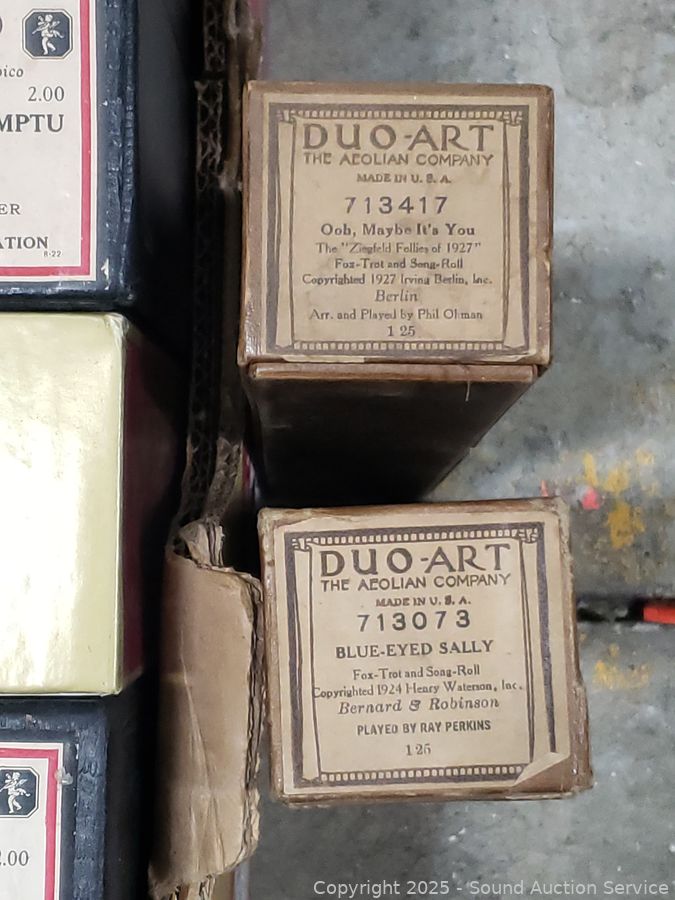 pico
2.00
MPTU
ER
ATION
R-22
DUO-ART
THE AEOLIAN COMPANY
MADE IN U. S. A.
713417
Ooh, Maybe It's You
The "Ziegfeld Follies of 1927"
Fox-Trot and Song-Roll
Copyrighted 1927 Irving Berlin, Inc.
Berlin
Arr. and Played by Phil Ohman
1 25
DUO-ART
THE AEOLIAN COMPANY
MADE IN U. S. A.
713073
BLUE-EYED SALLY
Fox-Trot and Song-Roll
Copyrighted 1924 Henry Waterson, Inc.
Bernard & Robinson
PLAYED BY RAY PERKINS
1 25
2.00
Copyright 2025 - Sound Auction Service